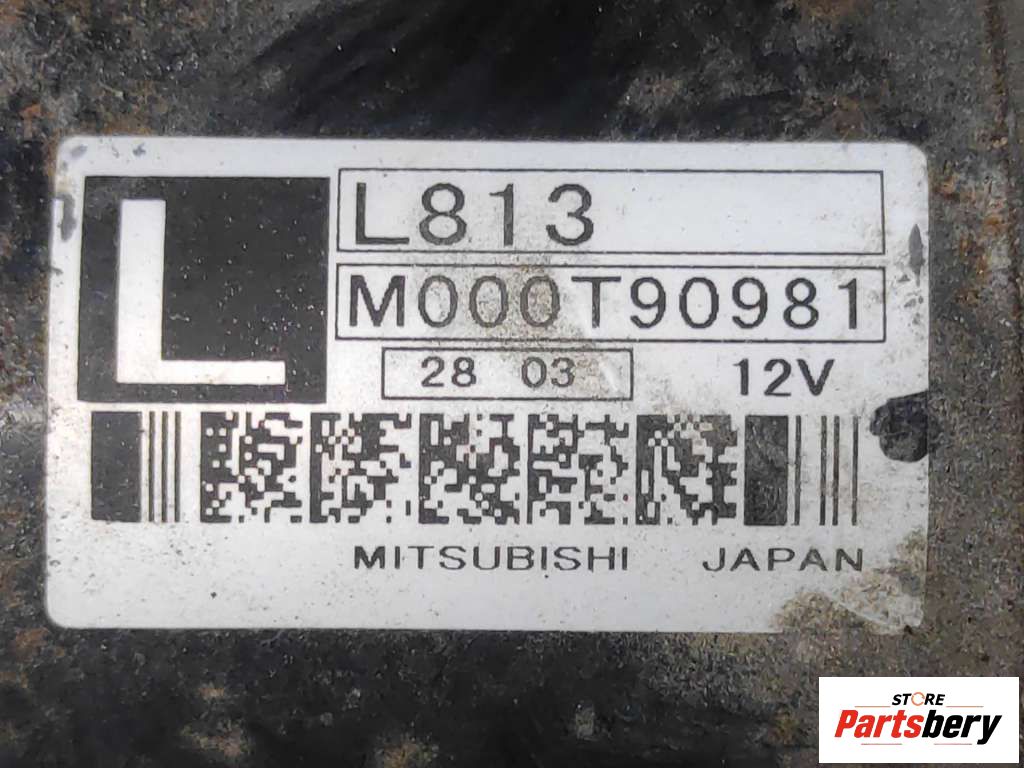 L
L813
M000T90981
28 03 12V
MITSUBISHI JAPAN
STORE
Partsbery